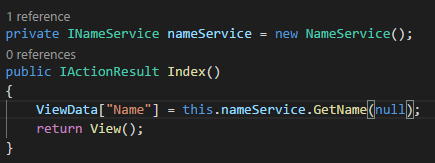 1 reference
private INameService nameService = new NameService();
0 references
public IActionResult Index()
{
ViewData["Name"] = this.nameService.GetName(null);
return View();
}